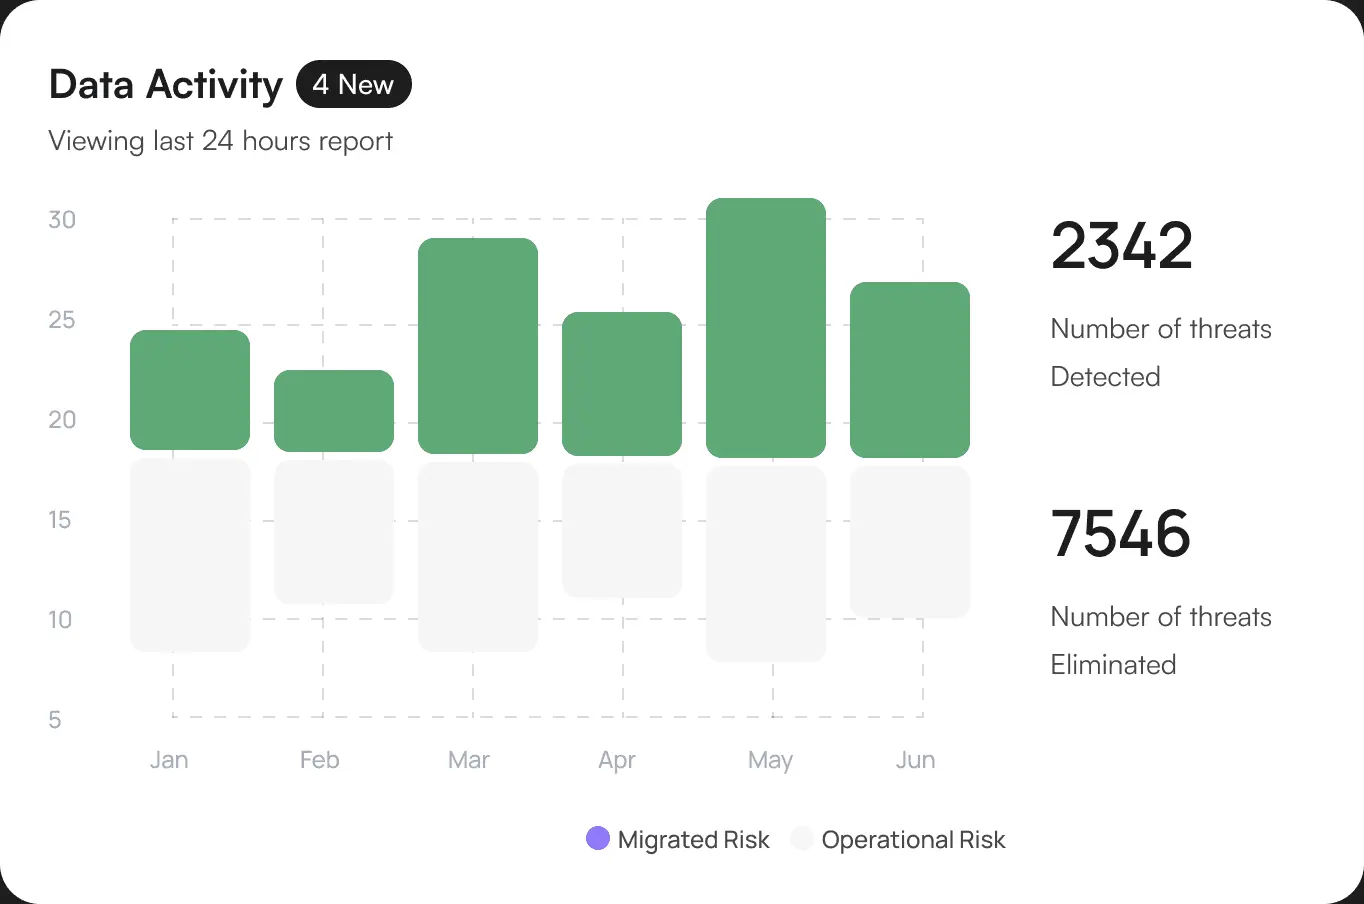 Data Activity 4 New
Viewing last 24 hours report
30
25
20
15
10
5
Jan Feb Mar Apr May Jun
Migrated Risk Operational Risk
2342
Number of threats
Detected
7546
Number of threats
Eliminated